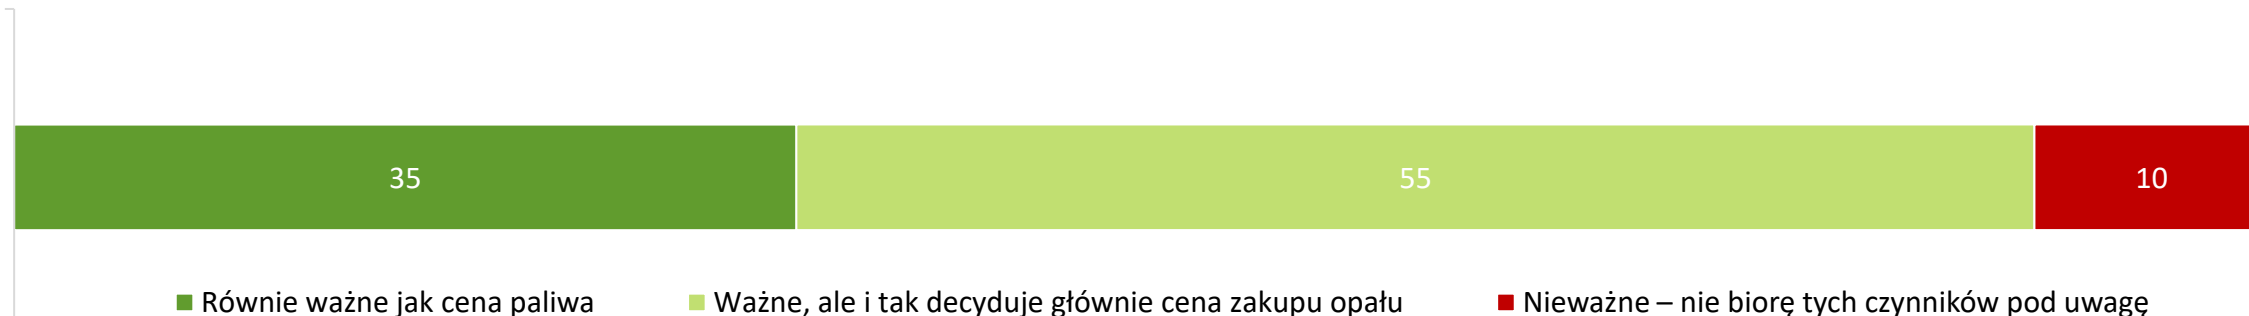 35 55 10
Równie ważne jak cena paliwa Ważne, ale i tak decyduje głównie cena zakupu opału Nieważne – nie biorę tych czynników pod uwagę